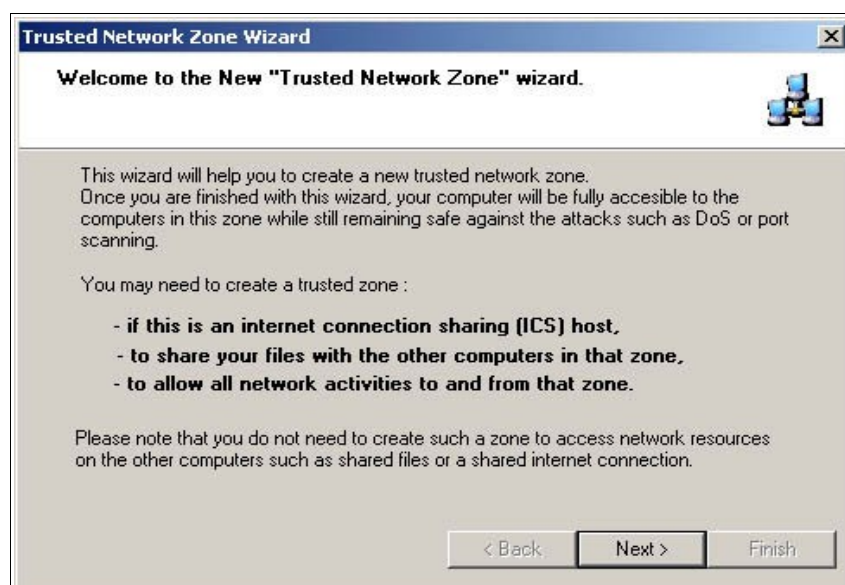 Trusted Network Zone Wizard
Welcome to the New "Trusted Network Zone" wizard.
This wizard will help you to create a new trusted network zone.
Once you are finished with this wizard, your computer will be fully accesible to the
computers in this zone while still remaining safe against the attacks such as DoS or port
scanning.
You may need to create a trusted zone :
- if this is an internet connection sharing (ICS) host,
- to share your files with the other computers in that zone,
- to allow all network activities to and from that zone.
Please note that you do not need to create such a zone to access network resources
on the other computers such as shared files or a shared internet connection.
< Back Next > Finish